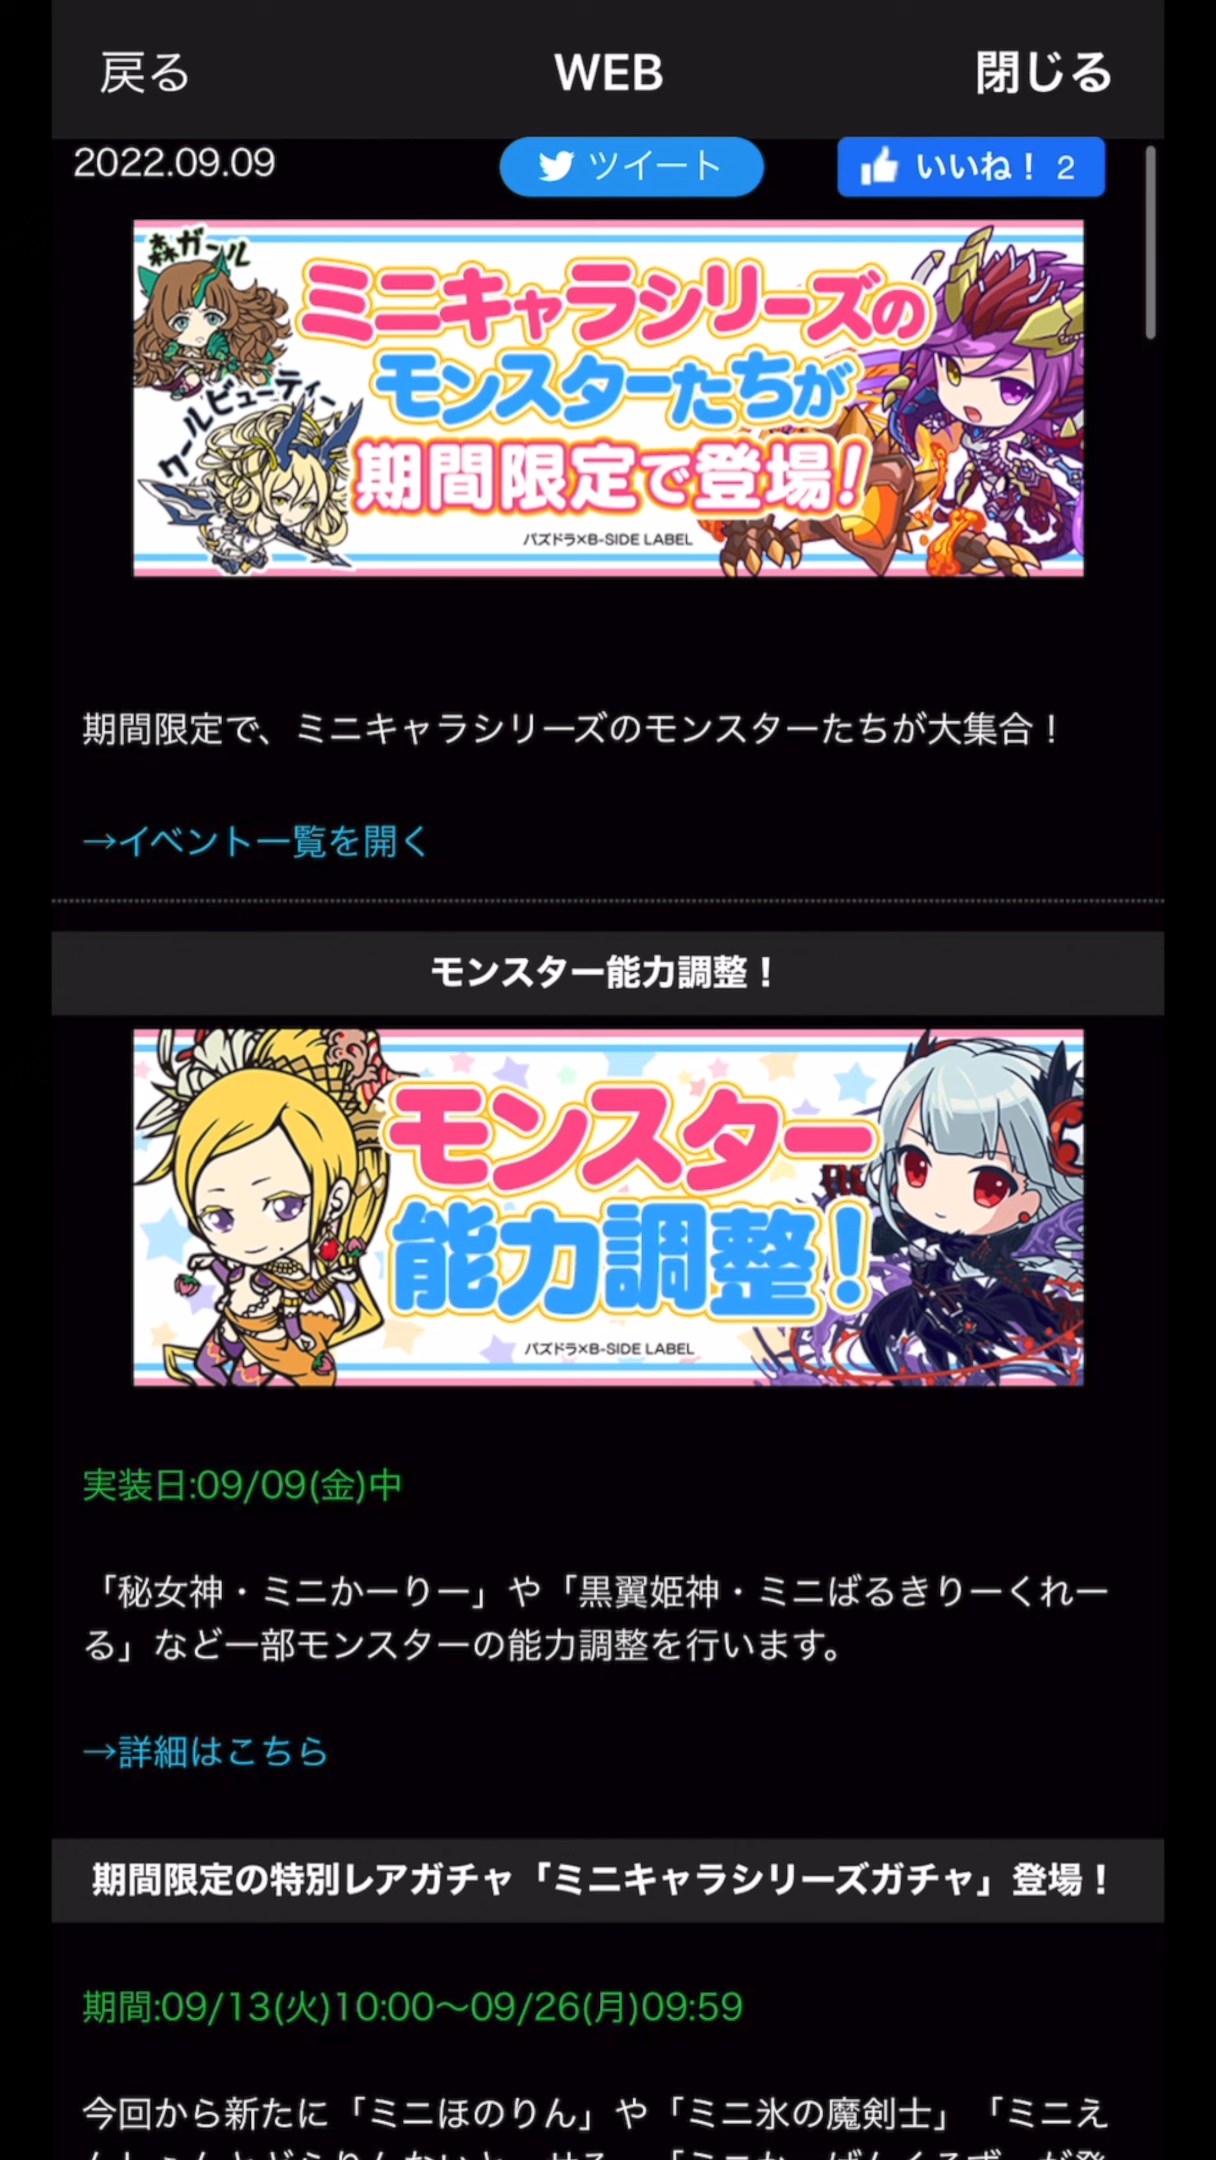 戻る WEB 閉じる
2022.09.09 ツイート いいね！ 2
森ガール
クールビューティー
ミニキャラシリーズの
モンスターたちが
期間限定で登場!
パズドラ×B-SIDE LABEL
期間限定で、ミニキャラシリーズのモンスターたちが大集合！
→イベント一覧を開く
モンスター能力調整！
モンスター
能力調整!
パズドラ×B-SIDE LABEL
実装日:09/09(金)中
「秘女神・ミニかーりー」や「黒翼姫神・ミニばるきりーくれー
る」など一部モンスターの能力調整を行います。
→詳細はこちら
期間限定の特別レアガチャ「ミニキャラシリーズガチャ」登場！
期間:09/13(火)10:00～09/26(月)09:59
今回から新たに「ミニほのりん」や「ミニ氷の魔剣士」「ミニえ